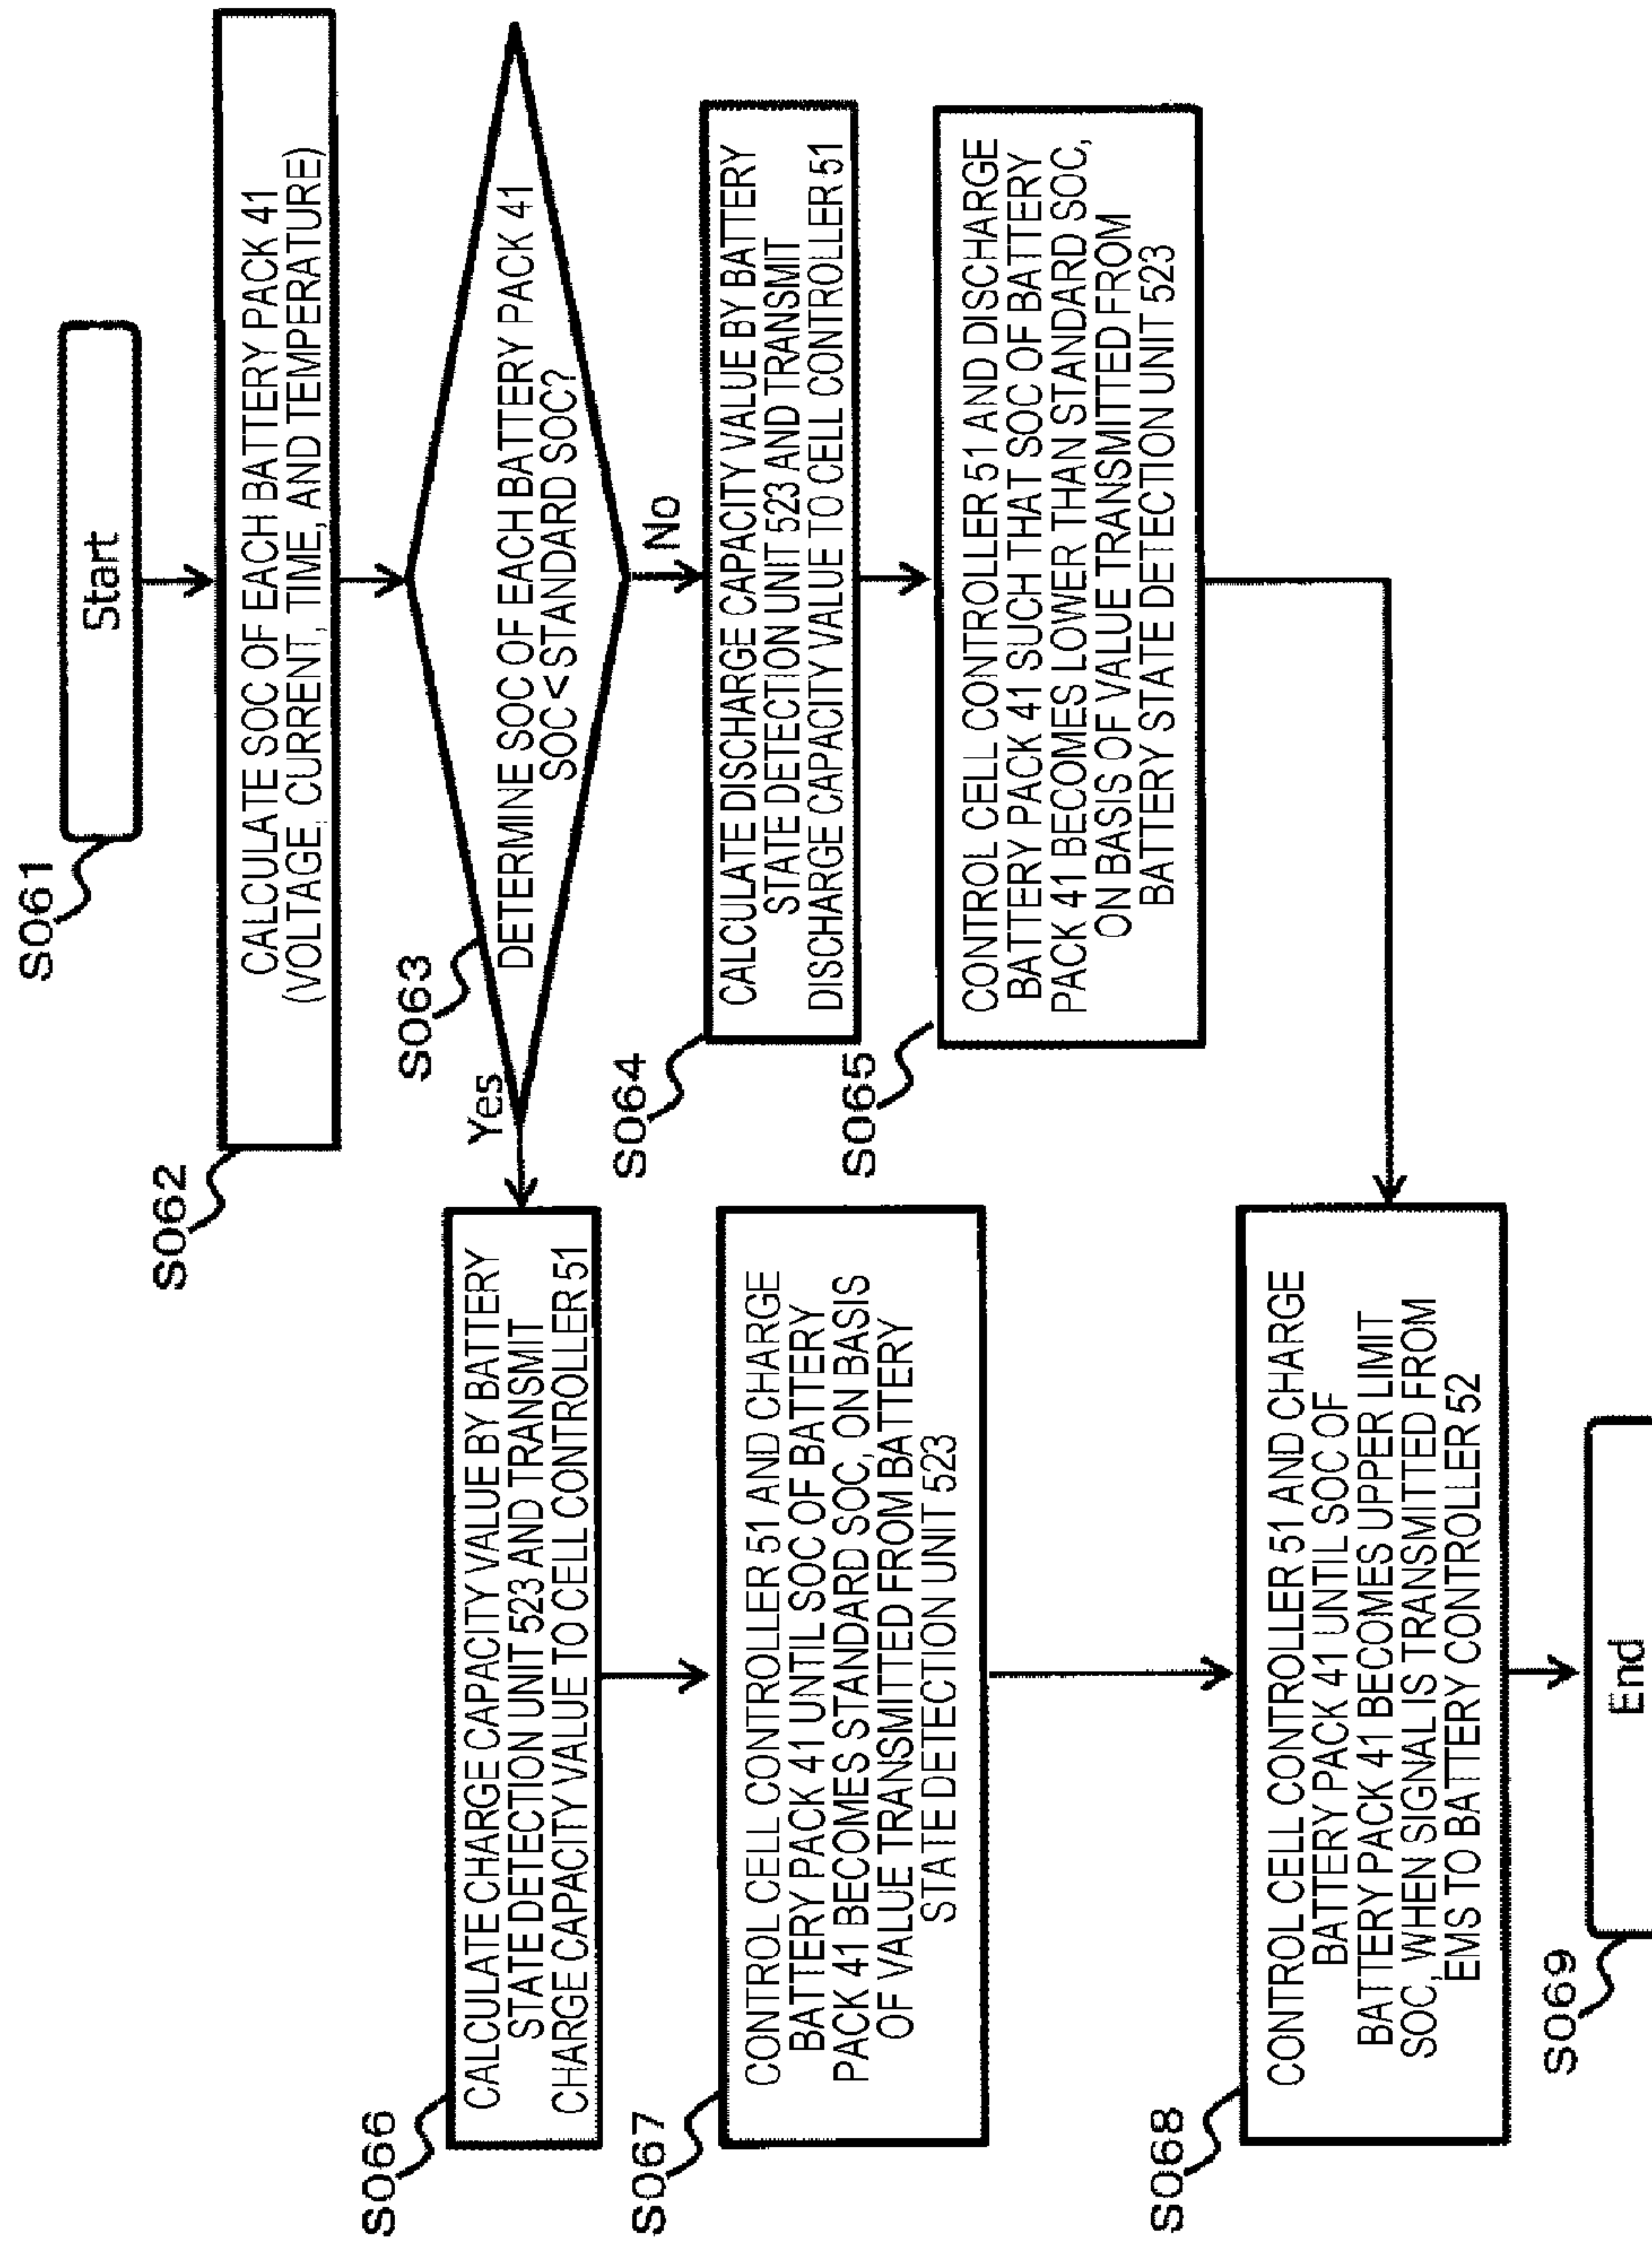 S061
Start
S062
CALCULATE SOC OF EACH BATTERY PACK 41
(VOLTAGE, CURRENT, TIME, AND TEMPERATURE)
S063
DETERMINE SOC OF EACH BATTERY PACK 41
SOC < STANDARD SOC?
Yes
No
S064
CALCULATE DISCHARGE CAPACITY VALUE BY BATTERY
STATE DETECTION UNIT 523 AND TRANSMIT
DISCHARGE CAPACITY VALUE TO CELL CONTROLLER 51
S065
CONTROL CELL CONTROLLER 51 AND DISCHARGE
BATTERY PACK 41 SUCH THAT SOC OF BATTERY
PACK 41 BECOMES LOWER THAN STANDARD SOC,
ON BASIS OF VALUE TRANSMITTED FROM
BATTERY STATE DETECTION UNIT 523
S066
CALCULATE CHARGE CAPACITY VALUE BY BATTERY
STATE DETECTION UNIT 523 AND TRANSMIT
CHARGE CAPACITY VALUE TO CELL CONTROLLER 51
S067
CONTROL CELL CONTROLLER 51 AND CHARGE
BATTERY PACK 41 UNTIL SOC OF BATTERY
PACK 41 BECOMES STANDARD SOC, ON BASIS
OF VALUE TRANSMITTED FROM BATTERY
STATE DETECTION UNIT 523
S068
CONTROL CELL CONTROLLER 51 AND CHARGE
BATTERY PACK 41 UNTIL SOC OF
BATTERY PACK 41 BECOMES UPPER LIMIT
SOC, WHEN SIGNAL IS TRANSMITTED FROM
EMS TO BATTERY CONTROLLER 52
S069
End